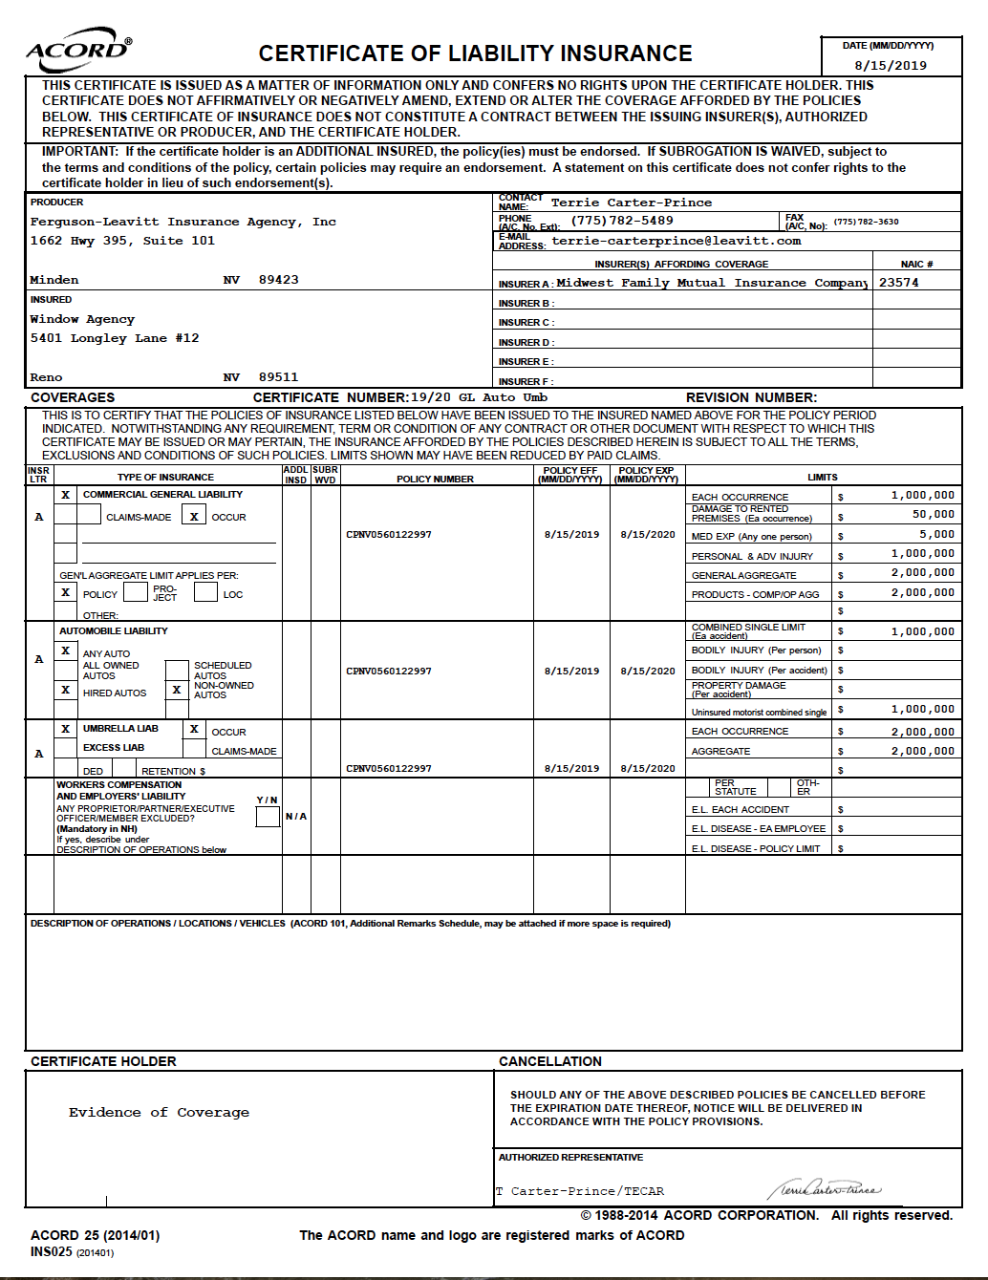 ACORD®
CERTIFICATE OF LIABILITY INSURANCE
DATE (MM/DD/YYYY)
8/15/2019
THIS CERTIFICATE IS ISSUED AS A MATTER OF INFORMATION ONLY AND CONFERS NO RIGHTS UPON THE CERTIFICATE HOLDER. THIS
CERTIFICATE DOES NOT AFFIRMATIVELY OR NEGATIVELY AMEND, EXTEND OR ALTER THE COVERAGE AFFORDED BY THE POLICIES
BELOW. THIS CERTIFICATE OF INSURANCE DOES NOT CONSTITUTE A CONTRACT BETWEEN THE ISSUING INSURER(S), AUTHORIZED
REPRESENTATIVE OR PRODUCER, AND THE CERTIFICATE HOLDER.
IMPORTANT: If the certificate holder is an ADDITIONAL INSURED, the policy(ies) must be endorsed. If SUBROGATION IS WAIVED, subject to
the terms and conditions of the policy, certain policies may require an endorsement. A statement on this certificate does not confer rights to the
certificate holder in lieu of such endorsement(s).
PRODUCER
Ferguson-Leavitt Insurance Agency, Inc
1662 Hwy 395, Suite 101
Minden NV 89423
CONTACT NAME: Terrie Carter-Prince
PHONE (A/C, No, Ext): (775)782-5489
FAX (A/C, No): (775)782-3630
E-MAIL ADDRESS: terrie-carterprince@leavitt.com
INSURER(S) AFFORDING COVERAGE NAIC #
INSURER A : Midwest Family Mutual Insurance Company 23574
INSURED
Window Agency
5401 Longley Lane #12
Reno NV 89511
INSURER B :
INSURER C :
INSURER D :
INSURER E :
INSURER F :
COVERAGES CERTIFICATE NUMBER:19/20 GL Auto Umb REVISION NUMBER:
THIS IS TO CERTIFY THAT THE POLICIES OF INSURANCE LISTED BELOW HAVE BEEN ISSUED TO THE INSURED NAMED ABOVE FOR THE POLICY PERIOD
INDICATED. NOTWITHSTANDING ANY REQUIREMENT, TERM OR CONDITION OF ANY CONTRACT OR OTHER DOCUMENT WITH RESPECT TO WHICH THIS
CERTIFICATE MAY BE ISSUED OR MAY PERTAIN, THE INSURANCE AFFORDED BY THE POLICIES DESCRIBED HEREIN IS SUBJECT TO ALL THE TERMS,
EXCLUSIONS AND CONDITIONS OF SUCH POLICIES. LIMITS SHOWN MAY HAVE BEEN REDUCED BY PAID CLAIMS.
INSR LTR TYPE OF INSURANCE ADDL INSD SUBR WVD POLICY NUMBER POLICY EFF (MM/DD/YYYY) POLICY EXP (MM/DD/YYYY) LIMITS
A
X COMMERCIAL GENERAL LIABILITY
CLAIMS-MADE X OCCUR
GEN'L AGGREGATE LIMIT APPLIES PER:
X POLICY PRO-JECT LOC
OTHER:
CPNV0560122997 8/15/2019 8/15/2020
EACH OCCURRENCE $ 1,000,000
DAMAGE TO RENTED PREMISES (Ea occurrence) $ 50,000
MED EXP (Any one person) $ 5,000
PERSONAL & ADV INJURY $ 1,000,000
GENERAL AGGREGATE $ 2,000,000
PRODUCTS - COMP/OP AGG $ 2,000,000
$
A
AUTOMOBILE LIABILITY
X ANY AUTO
ALL OWNED AUTOS SCHEDULED AUTOS
X HIRED AUTOS X NON-OWNED AUTOS
CPNV0560122997 8/15/2019 8/15/2020
COMBINED SINGLE LIMIT (Ea accident) $ 1,000,000
BODILY INJURY (Per person) $
BODILY INJURY (Per accident) $
PROPERTY DAMAGE (Per accident) $
Uninsured motorist combined single $ 1,000,000
A
X UMBRELLA LIAB X OCCUR
EXCESS LIAB CLAIMS-MADE
DED RETENTION $
CPNV0560122997 8/15/2019 8/15/2020
EACH OCCURRENCE $ 2,000,000
AGGREGATE $ 2,000,000
$
WORKERS COMPENSATION
AND EMPLOYERS' LIABILITY
Y / N
ANY PROPRIETOR/PARTNER/EXECUTIVE
OFFICER/MEMBER EXCLUDED?
N / A
(Mandatory in NH)
If yes, describe under
DESCRIPTION OF OPERATIONS below
PER STATUTE OTH-ER
E.L. EACH ACCIDENT $
E.L. DISEASE - EA EMPLOYEE $
E.L. DISEASE - POLICY LIMIT $
DESCRIPTION OF OPERATIONS / LOCATIONS / VEHICLES (ACORD 101, Additional Remarks Schedule, may be attached if more space is required)
CERTIFICATE HOLDER
Evidence of Coverage
CANCELLATION
SHOULD ANY OF THE ABOVE DESCRIBED POLICIES BE CANCELLED BEFORE
THE EXPIRATION DATE THEREOF, NOTICE WILL BE DELIVERED IN
ACCORDANCE WITH THE POLICY PROVISIONS.
AUTHORIZED REPRESENTATIVE
T Carter-Prince/TECAR
Terrie Carter-Prince
© 1988-2014 ACORD CORPORATION. All rights reserved.
ACORD 25 (2014/01)
The ACORD name and logo are registered marks of ACORD
INS025 (201401)